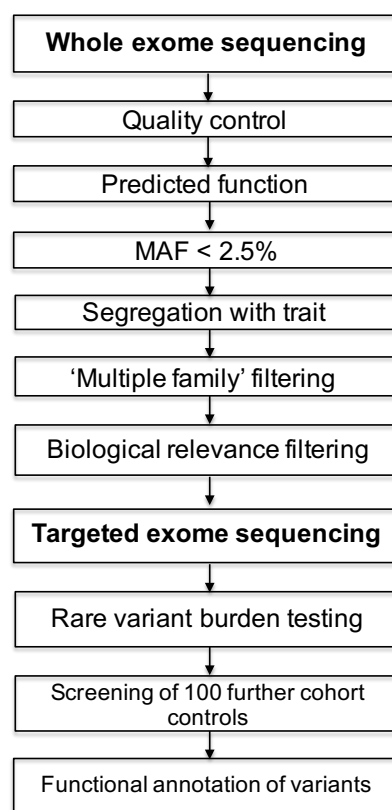 Whole exome sequencing
Quality control
Predicted function
MAF < 2.5%
Segregation with trait
‘Multiple family’ filtering
Biological relevance filtering
Targeted exome sequencing
Rare variant burden testing
Screening of 100 further cohort
controls
Functional annotation of variants